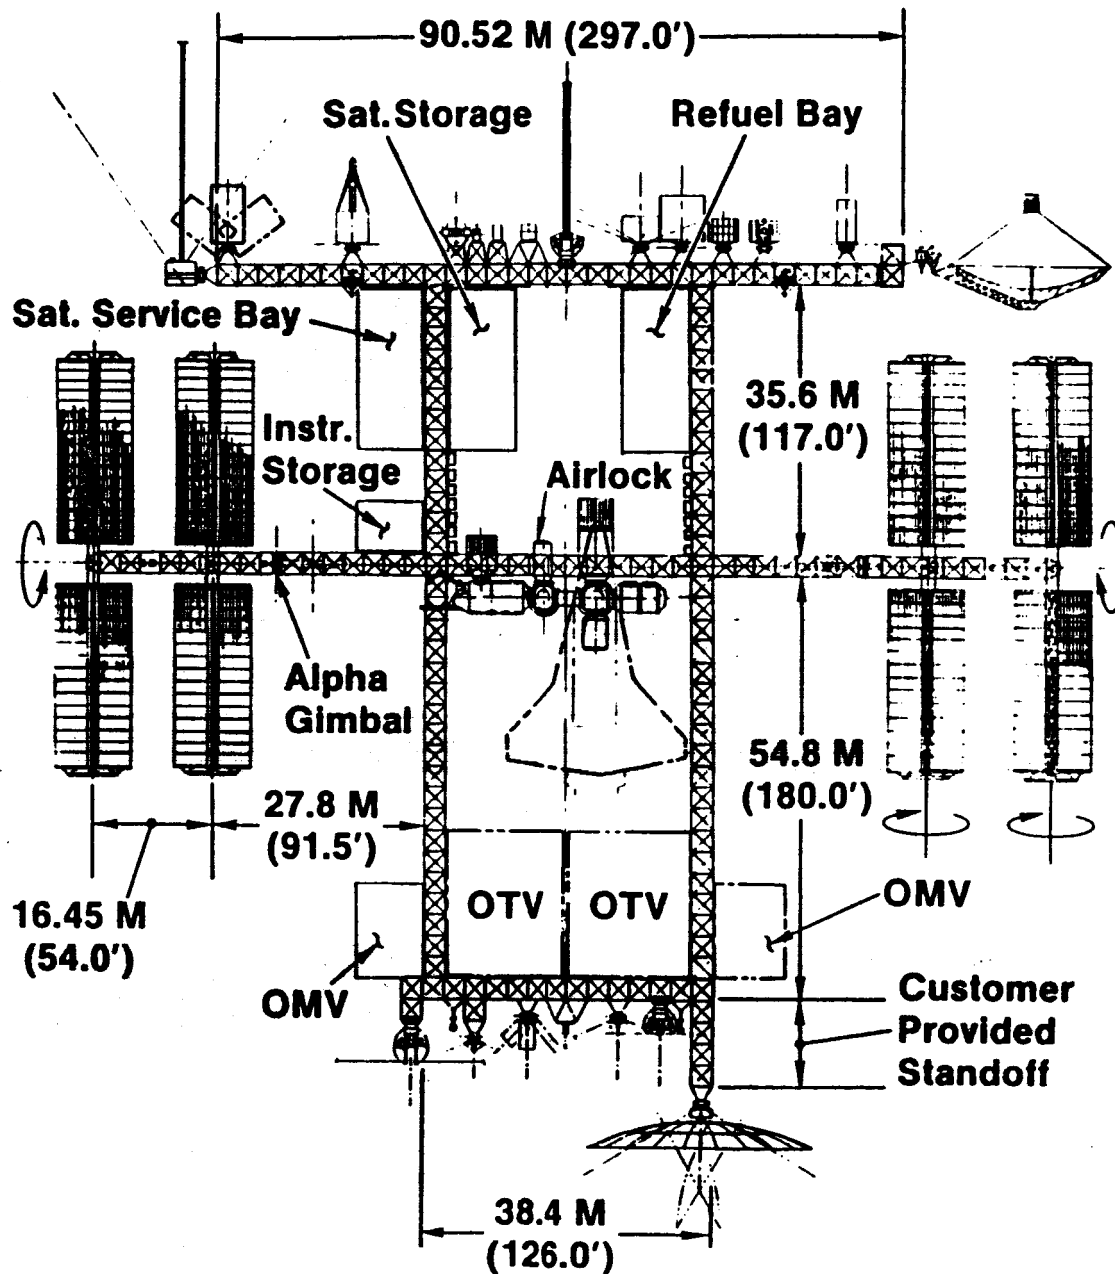 90.52 M (297.0')
Sat. Storage
Refuel Bay
Sat. Service Bay
35.6 M
(117.0')
Instr.
Storage
Airlock
Alpha
Gimbal
54.8 M
(180.0')
27.8 M
(91.5')
16.45 M
(54.0')
OTV
OTV
OMV
OMV
Customer
Provided
Standoff
38.4 M
(126.0')